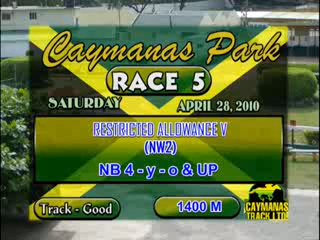 Caymanas Park
RACE 5
SATURDAY
APRIL 28, 2010
RESTRICTED ALLOWANCE V
(NW2)
NB 4 - y - o & UP
Track - Good
1400 M
CAYMANAS
TRACK LTD.